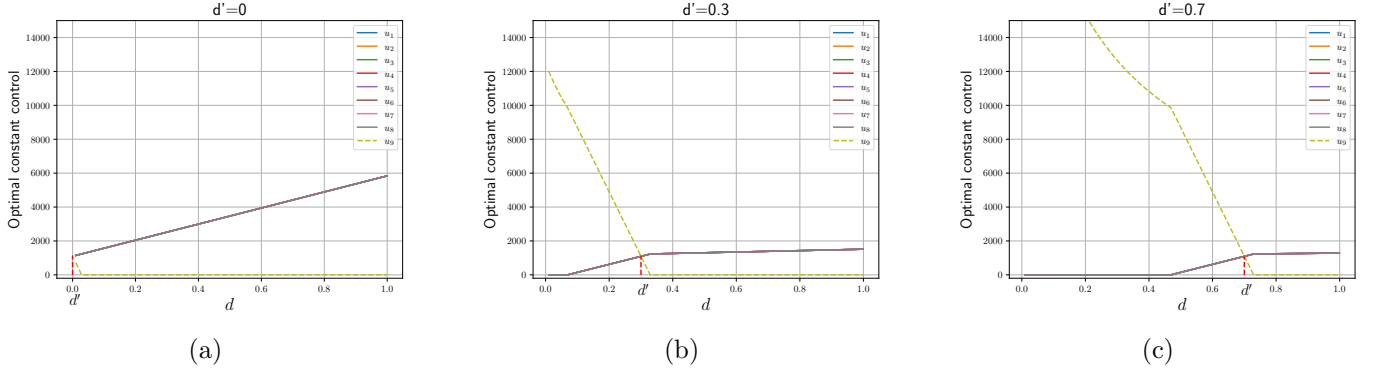 d'=0
Optimal constant control
14000
12000
10000
8000
6000
4000
2000
0
u1
u2
u3
u4
u5
u6
u7
u8
u9
0.0 0.2 0.4 0.6 0.8 1.0
d'
d
(a)
d'=0.3
Optimal constant control
14000
12000
10000
8000
6000
4000
2000
0
u1
u2
u3
u4
u5
u6
u7
u8
u9
0.0 0.2 0.4 0.6 0.8 1.0
d'
d
(b)
d'=0.7
Optimal constant control
14000
12000
10000
8000
6000
4000
2000
0
u1
u2
u3
u4
u5
u6
u7
u8
u9
0.0 0.2 0.4 0.6 0.8 1.0
d'
d
(c)